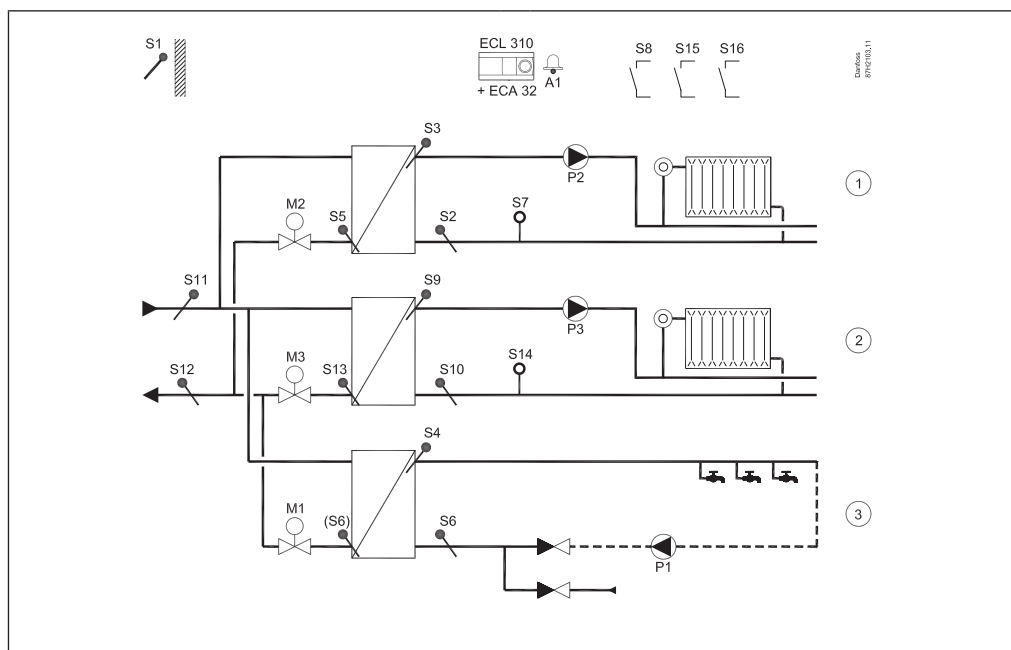 S1
ECL 310
+ ECA 32
A1
S8
S15
S16
Danfoss
87H2103.11
S3
P2
1
M2
S5
S2
S7
S11
S9
P3
2
S12
M3
S13
S10
S14
S4
M1
(S6)
S6
3
P1